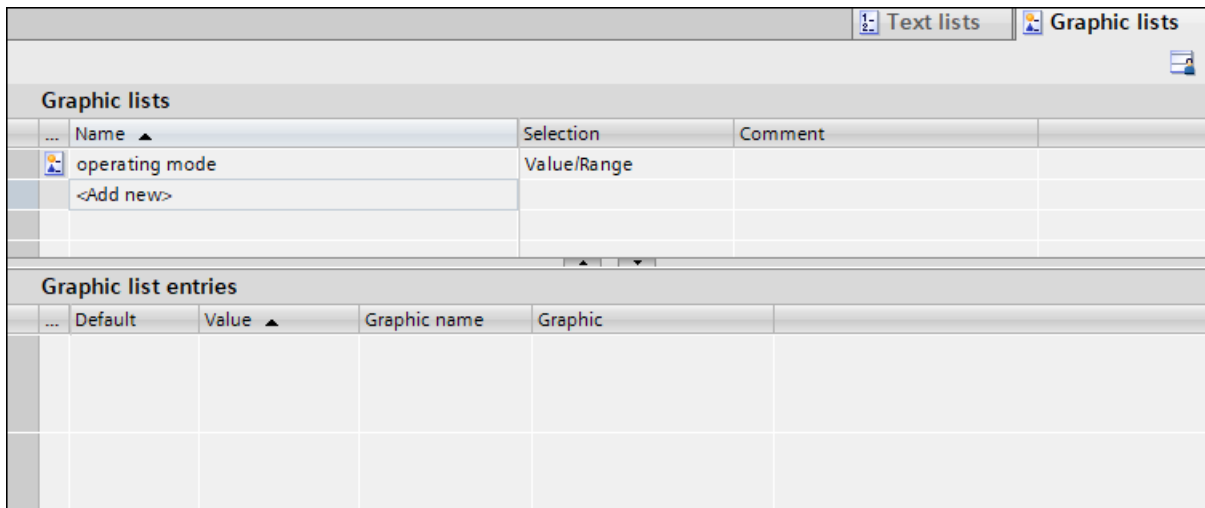 Text lists Graphic lists
Graphic lists
... Name Selection Comment
operating mode Value/Range
<Add new>
Graphic list entries
... Default Value Graphic name Graphic